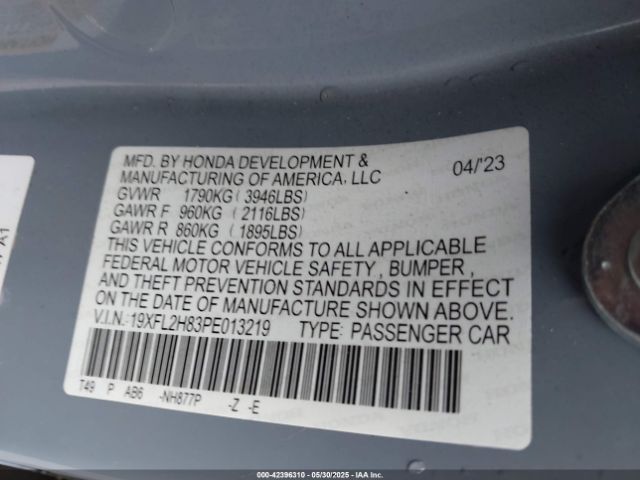 MFD. BY HONDA DEVELOPMENT &
MANUFACTURING OF AMERICA, LLC
04/'23
GVWR 1790KG (3946LBS)
GAWR F 960KG (2116LBS)
GAWR R 860KG (1895LBS)
THIS VEHICLE CONFORMS TO ALL APPLICABLE
FEDERAL MOTOR VEHICLE SAFETY, BUMPER,
AND THEFT PREVENTION STANDARDS IN EFFECT
ON THE DATE OF MANUFACTURE SHOWN ABOVE.
V.I.N.:19XFL2H83PE013219 TYPE: PASSENGER CAR
T49 P AB6 -NH877P -Z -E
000-42396310 | 05/30/2025 | IAA Inc.